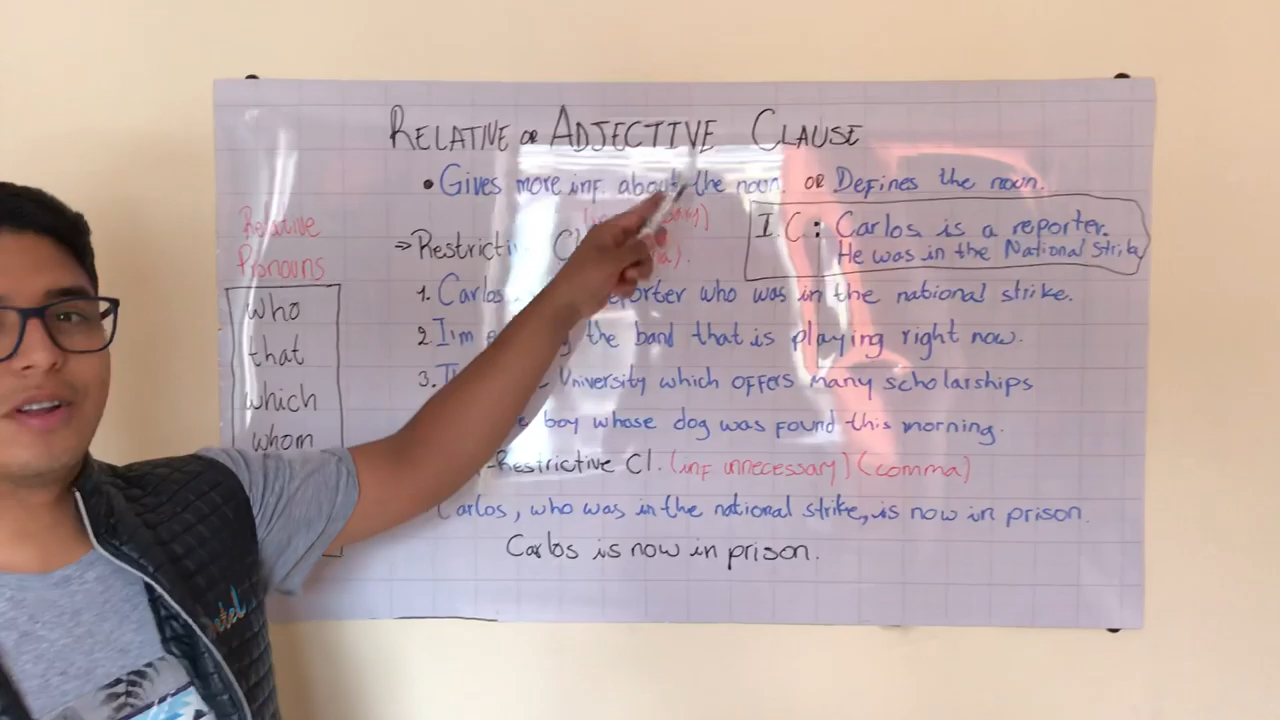 RELATIVE OR ADJECTIVE CLAUSE
• Gives more inf. about the noun. OR Defines the noun.
Relative
Pronouns
who
that
which
whom
⇒ Restricti
I.C.: Carlos is a reporter.
He was in the National Strike
1. Carlos reporter who was in the national strike.
2. I'm the band that is playing right now.
3. University which OFFERS many scholarships
boy whose dog was found this morning.
-Restrictive Cl. (inf unnecessary) (comma)
Carlos, who was in the national strike, is now in prison.
Carlos is now in prison.